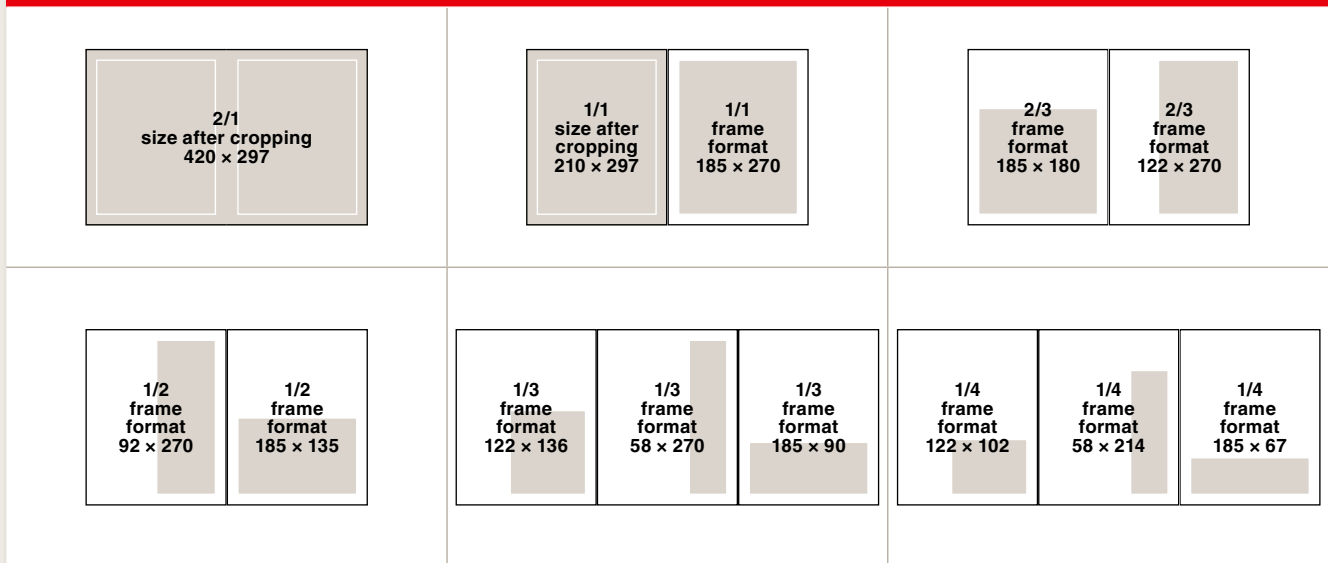 2/1
size after cropping
420 × 297
1/1
size after
cropping
210 × 297
1/1
frame
format
185 × 270
2/3
frame
format
185 × 180
2/3
frame
format
122 × 270
1/2
frame
format
92 × 270
1/2
frame
format
185 × 135
1/3
frame
format
122 × 136
1/3
frame
format
58 × 270
1/3
frame
format
185 × 90
1/4
frame
format
122 × 102
1/4
frame
format
58 × 214
1/4
frame
format
185 × 67